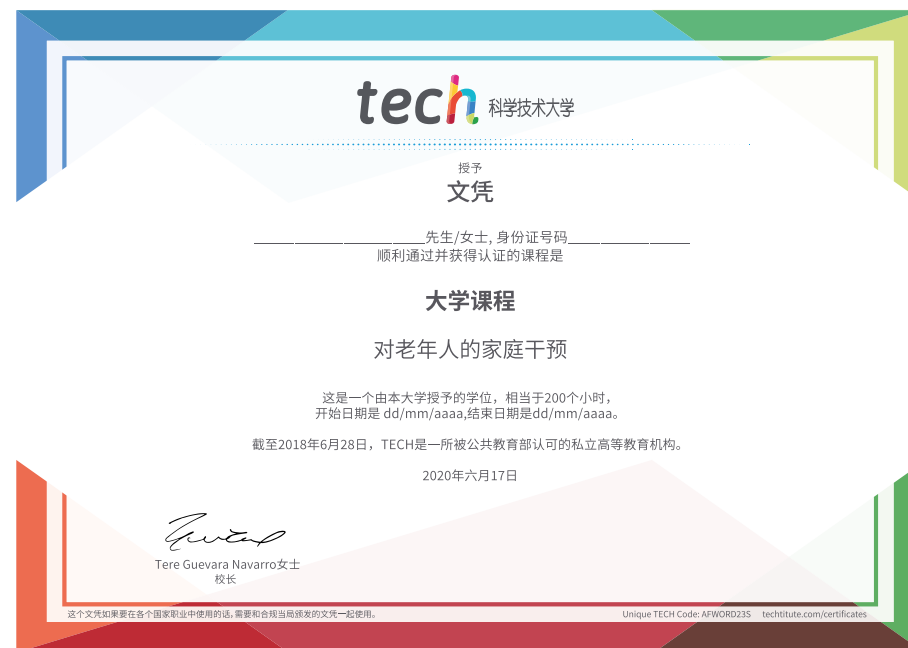 tech 科学技术大学
授予
文凭
____________________先生/女士, 身份证号码______________
顺利通过并获得认证的课程是
大学课程
对老年人的家庭干预
这是一个由本大学授予的学位，相当于200个小时，
开始日期是 dd/mm/aaaa,结束日期是dd/mm/aaaa。
截至2018年6月28日，TECH是一所被公共教育部认可的私立高等教育机构。
2020年六月17日
Tere Guevara Navarro女士
校长
这个文凭如果要在各个国家职业中使用的话,需要和合规当局颁发的文凭一起使用。
Unique TECH Code: AFWORD23S techtitute.com/certificates